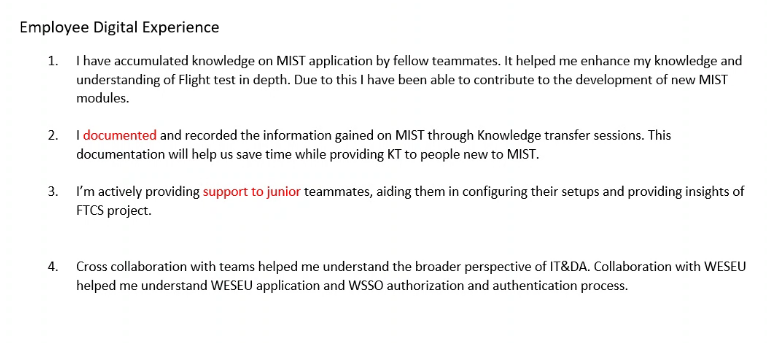 Employee Digital Experience
1. I have accumulated knowledge on MIST application by fellow teammates. It helped me enhance my knowledge and
understanding of Flight test in depth. Due to this I have been able to contribute to the development of new MIST
modules.
2. I documented and recorded the information gained on MIST through Knowledge transfer sessions. This
documentation will help us save time while providing KT to people new to MIST.
3. I'm actively providing support to junior teammates, aiding them in configuring their setups and providing insights of
FTCS project.
4. Cross collaboration with teams helped me understand the broader perspective of IT&DA. Collaboration with WESEU
helped me understand WESEU application and WSSO authorization and authentication process.